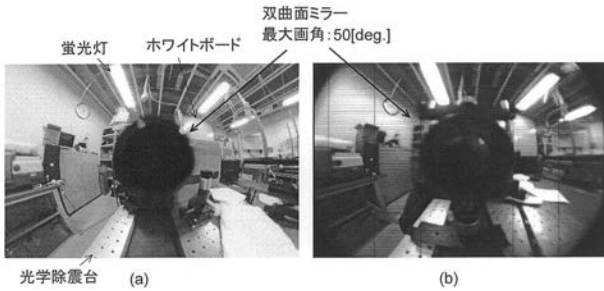 双曲面ミラー
最大画角:50[deg.]
蛍光灯
ホワイトボード
光学除震台
(a)
(b)